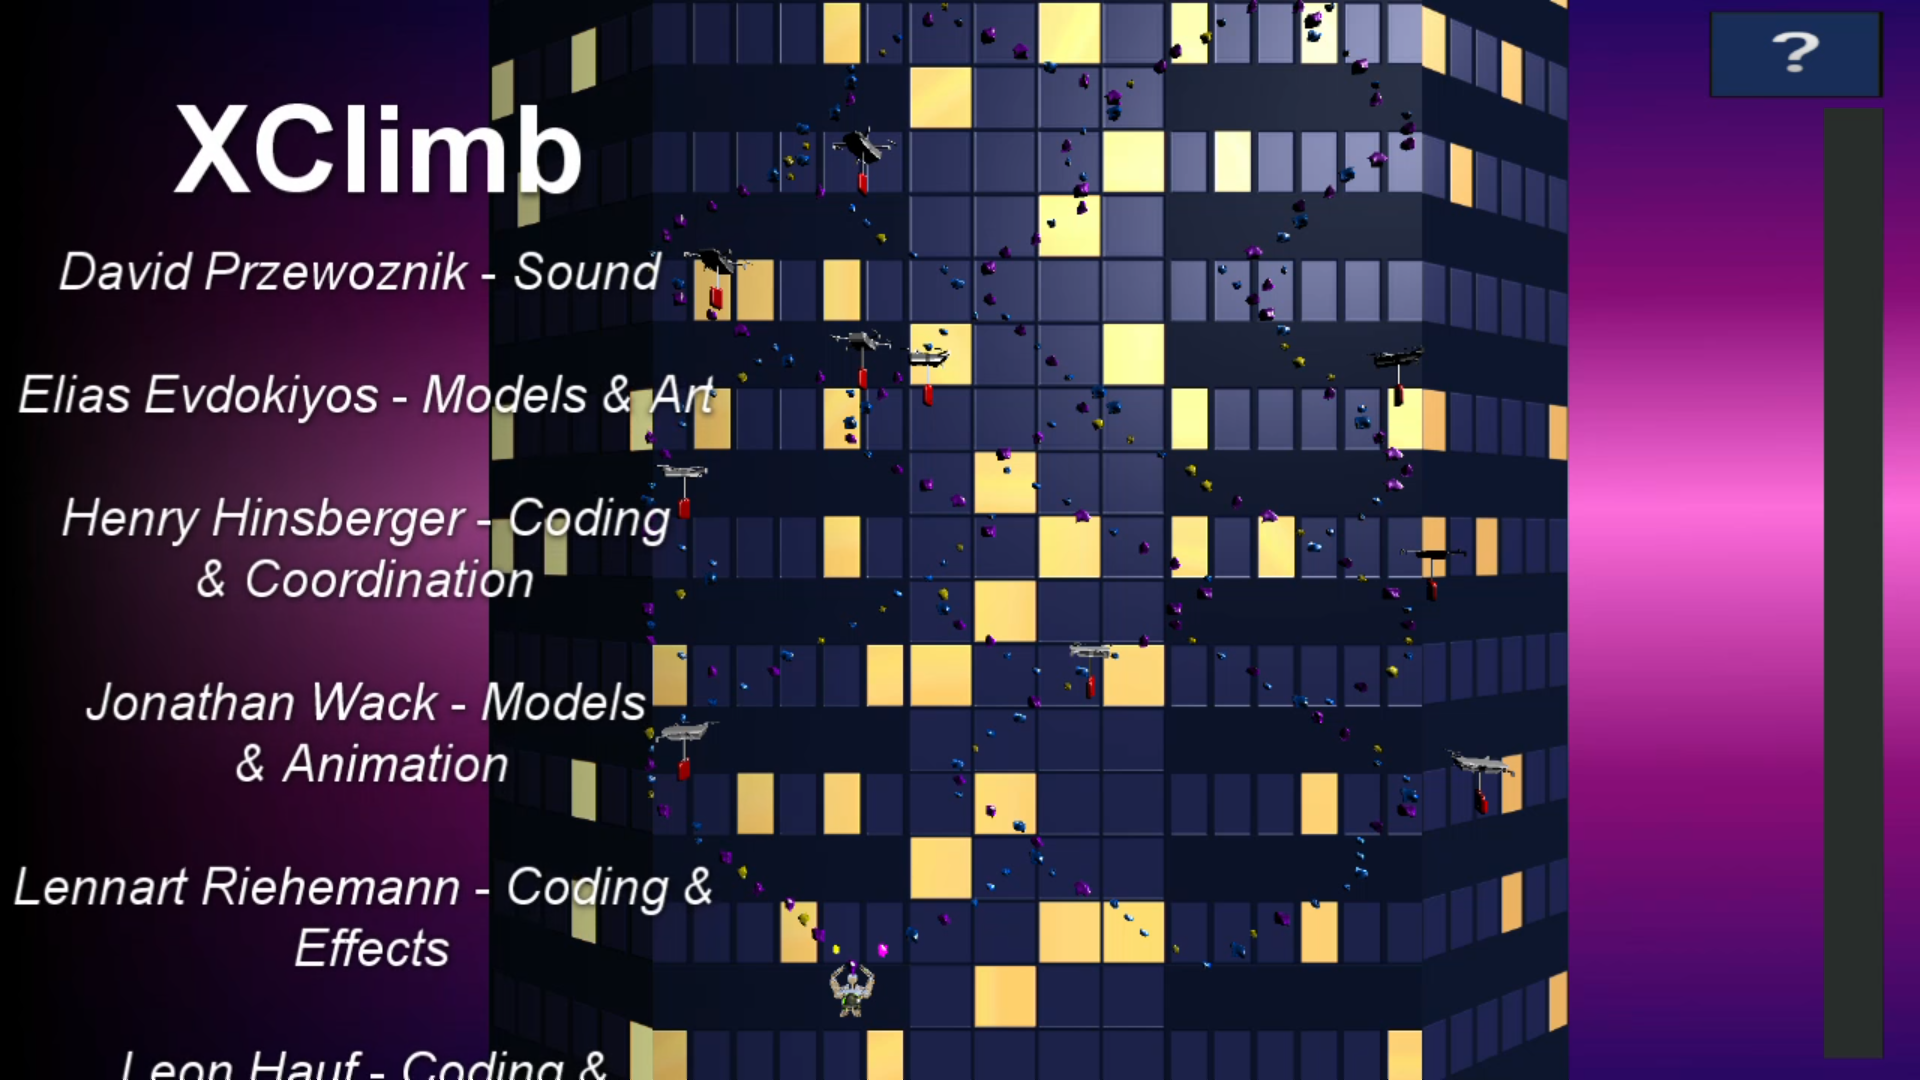 ?
XClimb
David Przewoznik - Sound
Elias Evdokiyos - Models & Art
Henry Hinsberger - Coding
& Coordination
Jonathan Wack - Models
& Animation
Lennart Riehemann - Coding &
Effects
Leon Hauf - Coding &